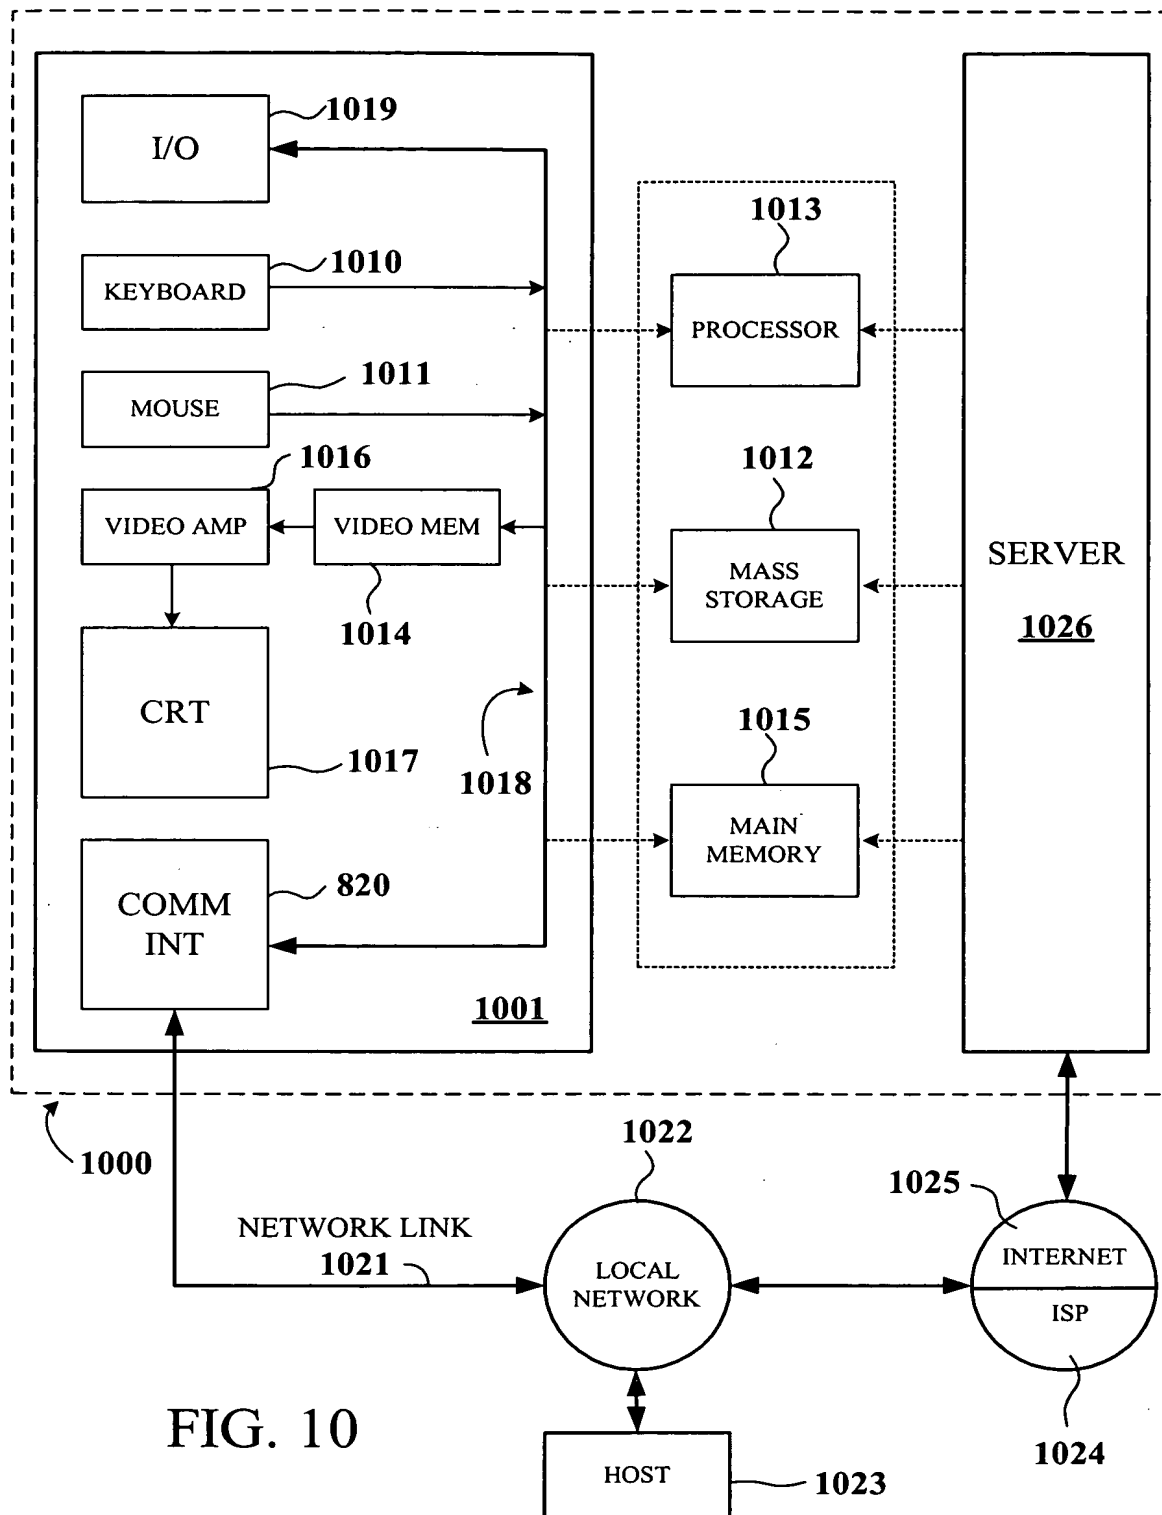 1019
I/O
1013
1010
KEYBOARD
PROCESSOR
1011
MOUSE
1016
1012
VIDEO AMP
VIDEO MEM
SERVER
MASS
STORAGE
1014
1026
CRT
1015
1017
1018
MAIN
MEMORY
820
COMM
INT
1001
1000
1022
1025
NETWORK LINK
1021
LOCAL
NETWORK
INTERNET
ISP
FIG. 10
1024
HOST
1023